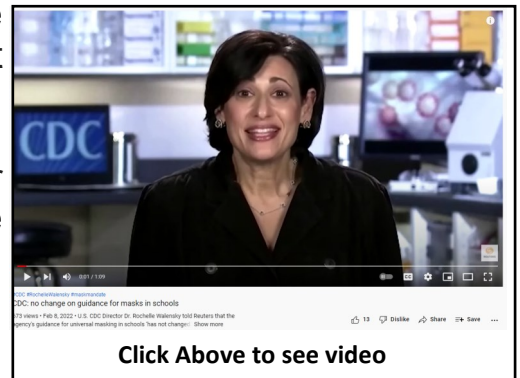 CDC
0:01 / 1:09
#CDC #RochelleWalensky #maskmandate
CDC: no change on guidance for masks in schools
673 views • Feb 8, 2022 • U.S. CDC Director Dr. Rochelle Walensky told Reuters that the
agency's guidance for universal masking in schools 'has not changed. Show more
13 Dislike Share Save ...
Click Above to see video